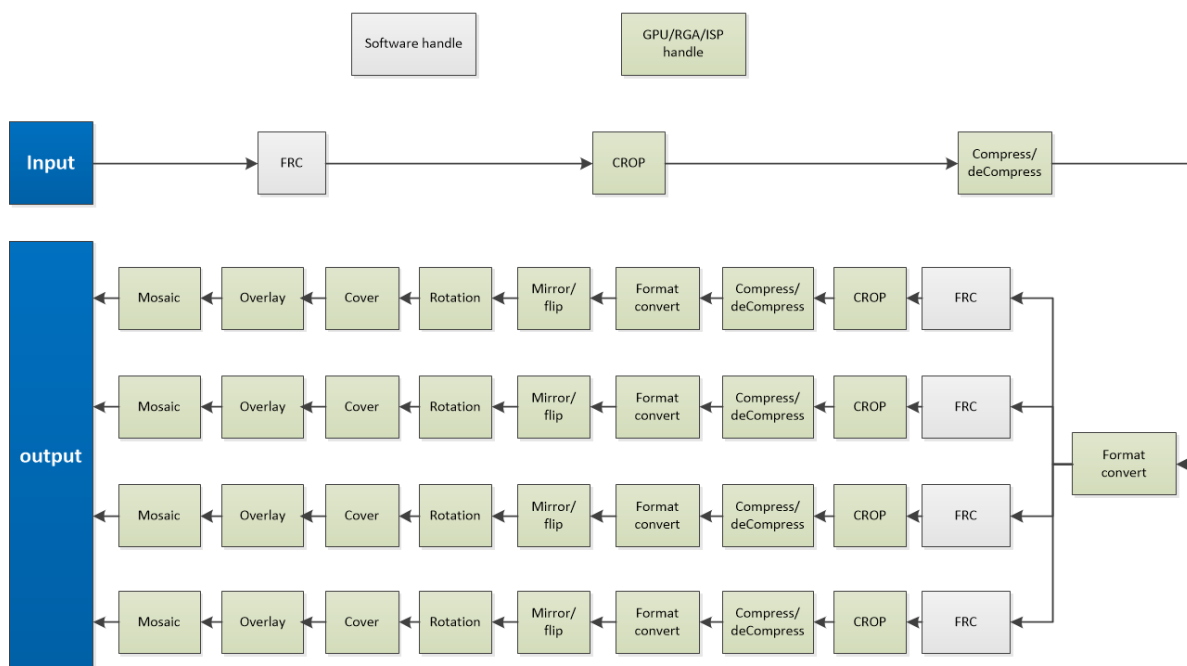 Software handle
GPU/RGA/ISP
handle
Input
FRC
CROP
Compress/
deCompress
output
Mosaic
Overlay
Cover
Rotation
Mirror/
flip
Format
convert
Compress/
deCompress
CROP
FRC
Mosaic
Overlay
Cover
Rotation
Mirror/
flip
Format
convert
Compress/
deCompress
CROP
FRC
Format
convert
Mosaic
Overlay
Cover
Rotation
Mirror/
flip
Format
convert
Compress/
deCompress
CROP
FRC
Mosaic
Overlay
Cover
Rotation
Mirror/
flip
Format
convert
Compress/
deCompress
CROP
FRC